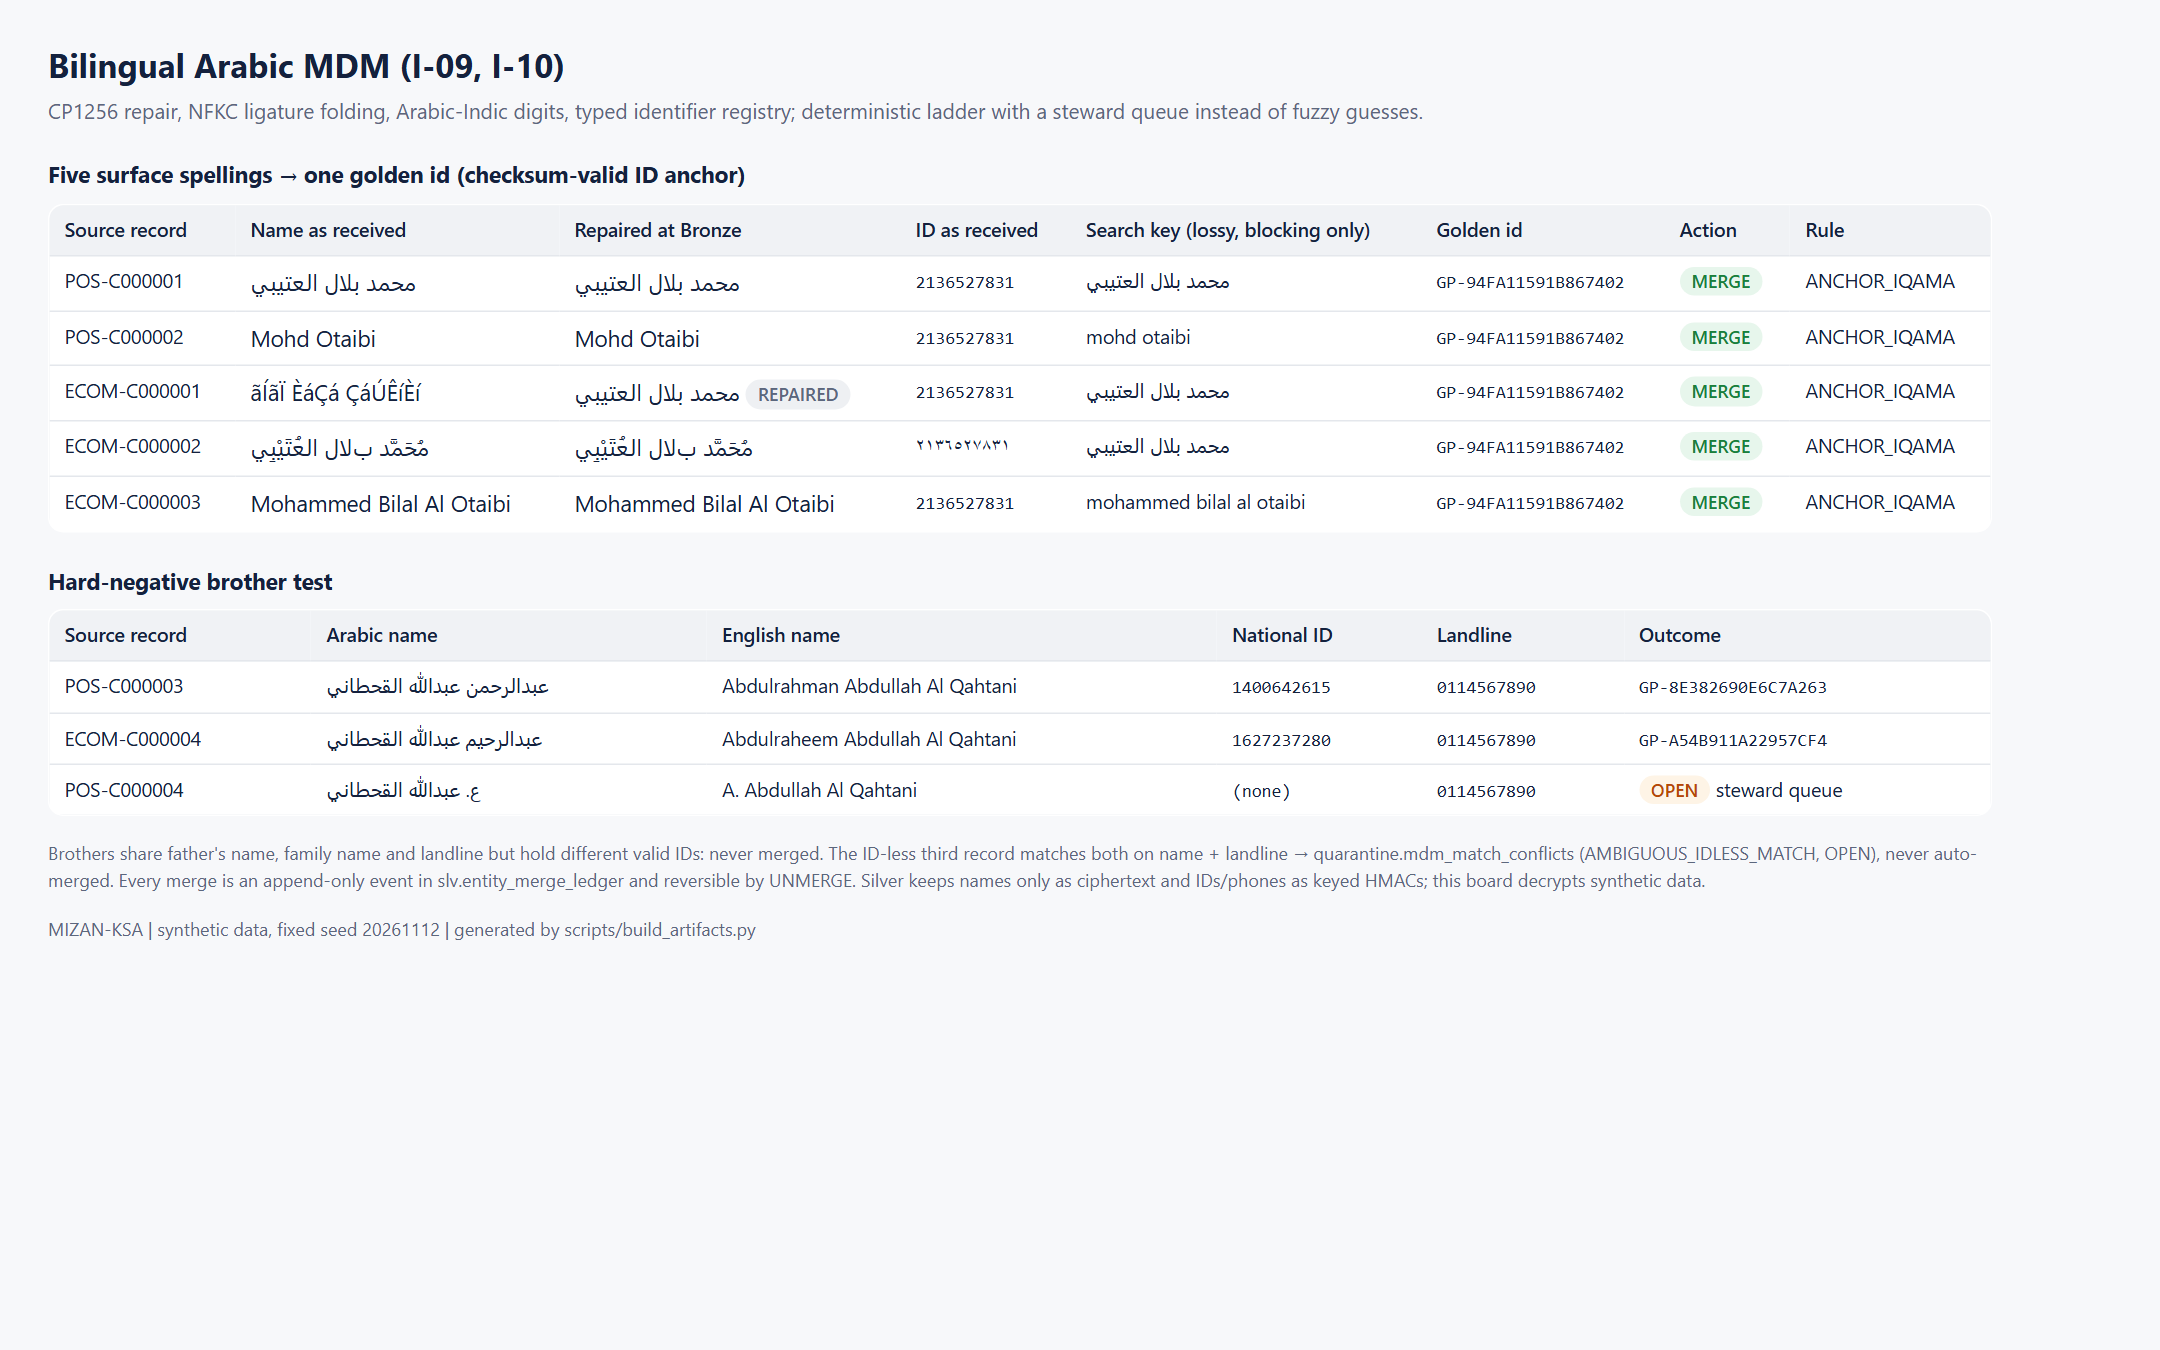 Bilingual Arabic MDM (I-09, I-10)
CP1256 repair, NFKC ligature folding, Arabic-Indic digits, typed identifier registry; deterministic ladder with a steward queue instead of fuzzy guesses.
Five surface spellings → one golden id (checksum-valid ID anchor)
Source record Name as received Repaired at Bronze ID as received Search key (lossy, blocking only) Golden id Action Rule
POS-C000001 محمد بلال العتيبي محمد بلال العتيبي 2136527831 محمد بلال العتيبي GP-94FA11591B867402 MERGE ANCHOR_IQAMA
POS-C000002 Mohd Otaibi Mohd Otaibi 2136527831 mohd otaibi GP-94FA11591B867402 MERGE ANCHOR_IQAMA
ECOM-C000001 ãÍãÏ ÈáÇá ÇáÚÊíÈí محمد بلال العتيبي REPAIRED 2136527831 محمد بلال العتيبي GP-94FA11591B867402 MERGE ANCHOR_IQAMA
ECOM-C000002 مُحَمَّد بﻻل العُتَيْبِي مُحَمَّد بﻻل العُتَيْبِي ٢١٣٦٥٢٧٨٣١ محمد بلال العتيبي GP-94FA11591B867402 MERGE ANCHOR_IQAMA
ECOM-C000003 Mohammed Bilal Al Otaibi Mohammed Bilal Al Otaibi 2136527831 mohammed bilal al otaibi GP-94FA11591B867402 MERGE ANCHOR_IQAMA
Hard-negative brother test
Source record Arabic name English name National ID Landline Outcome
POS-C000003 عبدالرحمن عبدالله القحطاني Abdulrahman Abdullah Al Qahtani 1400642615 0114567890 GP-8E382690E6C7A263
ECOM-C000004 عبدالرحيم عبدالله القحطاني Abdulraheem Abdullah Al Qahtani 1627237280 0114567890 GP-A54B911A22957CF4
POS-C000004 ع. عبدالله القحطاني A. Abdullah Al Qahtani (none) 0114567890 OPEN steward queue
Brothers share father's name, family name and landline but hold different valid IDs: never merged. The ID-less third record matches both on name + landline → quarantine.mdm_match_conflicts (AMBIGUOUS_IDLESS_MATCH, OPEN), never auto-
merged. Every merge is an append-only event in slv.entity_merge_ledger and reversible by UNMERGE. Silver keeps names only as ciphertext and IDs/phones as keyed HMACs; this board decrypts synthetic data.
MIZAN-KSA | synthetic data, fixed seed 20261112 | generated by scripts/build_artifacts.py